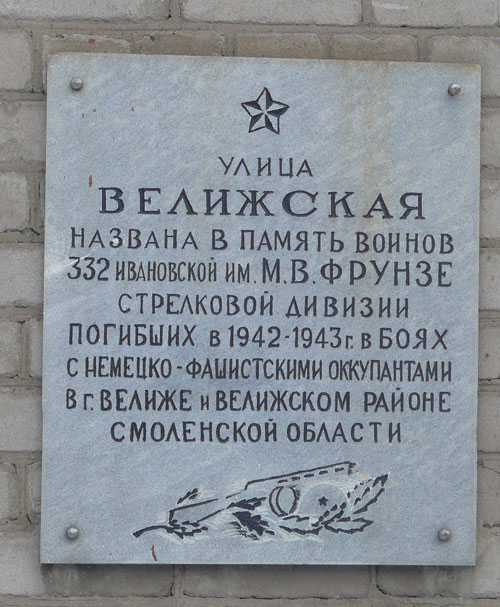 УЛИЦА
ВЕЛИЖСКАЯ
НАЗВАНА В ПАМЯТЬ ВОИНОВ
332 ИВАНОВСКОЙ ИМ. М.В. ФРУНЗЕ
СТРЕЛКОВОЙ ДИВИЗИИ
ПОГИБШИХ в 1942-1943 г. в БОЯХ
С НЕМЕЦКО-ФАШИСТСКИМИ ОККУПАНТАМИ
В г. ВЕЛИЖЕ и ВЕЛИЖСКОМ РАЙОНЕ
СМОЛЕНСКОЙ ОБЛАСТИ